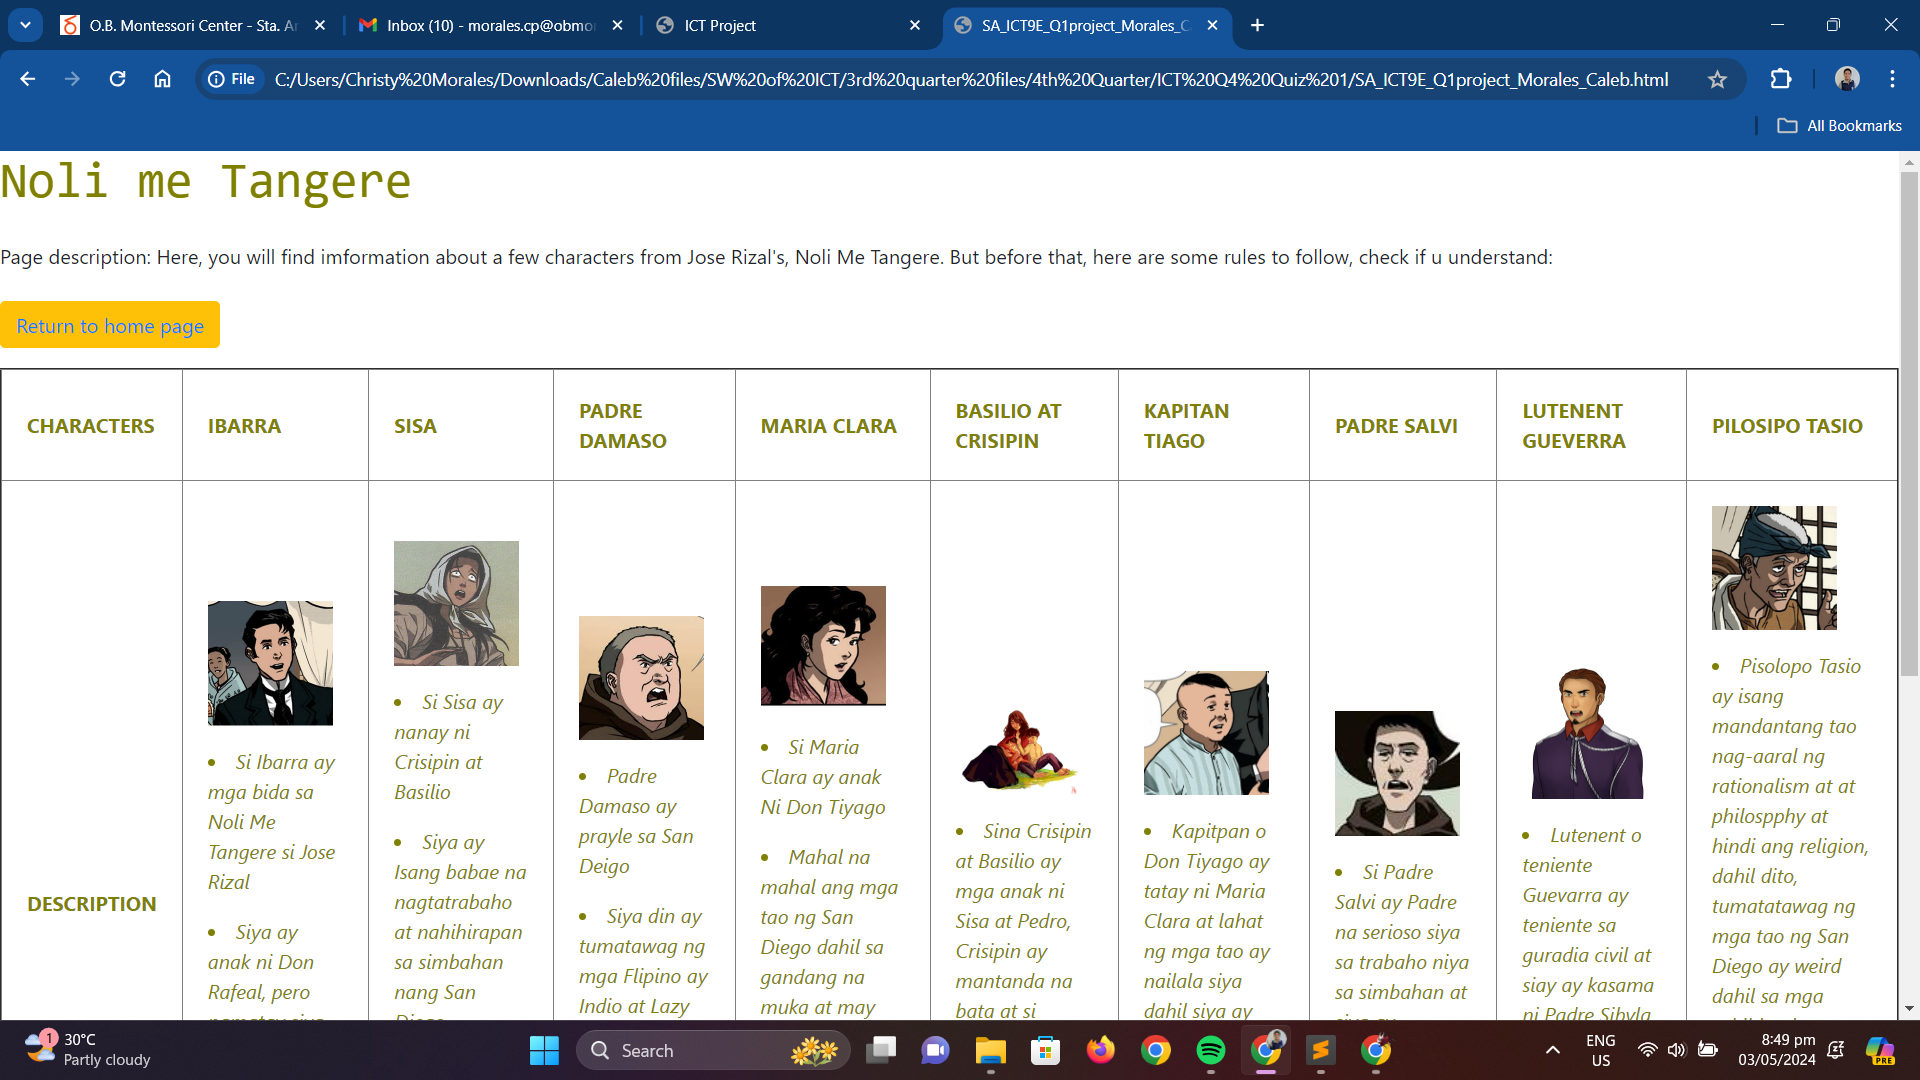 O.B. Montessori Center - Sta. A
Inbox (10) - morales.cp@obmo
ICT Project
SA_ICT9E_Q1project_Morales_C
File
C:/Users/Christy%20Morales/Downloads/Caleb%20files/SW%20of%20ICT/3rd%20quarter%20files/4th%20Quarter/ICT%20Q4%20Quiz%201/SA_ICT9E_Q1project_Morales_Caleb.html
All Bookmarks
Noli me Tangere
Page description: Here, you will find imformation about a few characters from Jose Rizal's, Noli Me Tangere. But before that, here are some rules to follow, check if u understand:
Return to home page
CHARACTERS
IBARRA
SISA
PADRE
DAMASO
MARIA CLARA
BASILIO AT
CRISIPIN
KAPITAN
TIAGO
PADRE SALVI
LUTENENT
GUEVERRA
PILOSIPO TASIO
DESCRIPTION
• Si Ibarra ay
mga bida sa
Noli Me
Tangere si Jose
Rizal
• Siya ay
anak ni Don
Rafeal, pero
• Si Sisa ay
nanay ni
Crisipin at
Basilio
• Siya ay
Isang babae na
nagtatrabaho
at nahihirapan
sa simbahan
nang San
• Padre
Damaso ay
prayle sa San
Deigo
• Siya din ay
tumatawag ng
mga Flipino ay
Indio at Lazy
• Si Maria
Clara ay anak
Ni Don Tiyago
• Mahal na
mahal ang mga
tao ng San
Diego dahil sa
gandang na
muka at may
• Sina Crisipin
at Basilio ay
mga anak ni
Sisa at Pedro,
Crisipin ay
mantanda na
bata at si
• Kapitpan o
Don Tiyago ay
tatay ni Maria
Clara at lahat
ng mga tao ay
nailala siya
dahil siya ay
• Si Padre
Salvi ay Padre
na serioso siya
sa trabaho niya
sa simbahan at
• Lutenent o
teniente
Guevarra ay
teniente sa
guradia civil at
siay ay kasama
ni Padre Sibyla
• Pisolopo Tasio
ay isang
mandantang tao
nag-aaral ng
rationalism at at
philospphy at
hindi ang religion,
dahil dito,
tumatatawag ng
mga tao ng San
Diego ay weird
dahil sa mga
1
30°C
Partly cloudy
Search
ENG
US
8:49 pm
03/05/2024
PRE